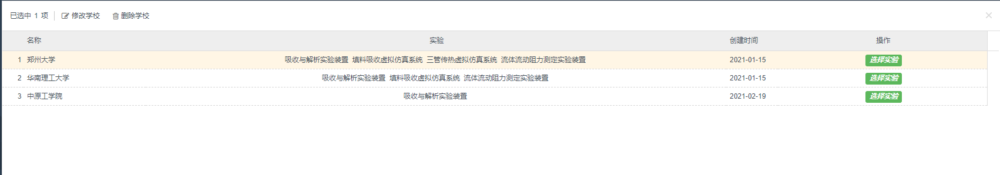 已选中 1 项 修改学校 删除学校
名称 实验 创建时间 操作
1 郑州大学 吸收与解析实验装置 填料吸收虚拟仿真系统 三管传热虚拟仿真系统 流体流动阻力测定实验装置 2021-01-15 选择实验
2 华南理工大学 吸收与解析实验装置 填料吸收虚拟仿真系统 流体流动阻力测定实验装置 2021-01-15 选择实验
3 中原工学院 吸收与解析实验装置 2021-02-19 选择实验